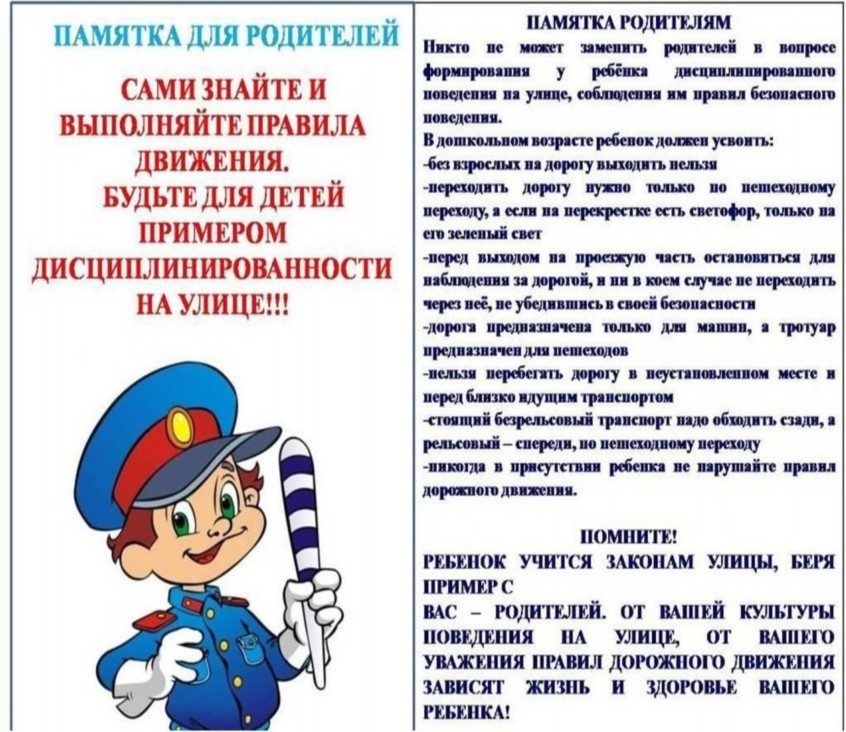 ПАМЯТКА ДЛЯ РОДИТЕЛЕЙ
САМИ ЗНАЙТЕ И
ВЫПОЛНЯЙТЕ ПРАВИЛА
ДВИЖЕНИЯ.
БУДЬТЕ ДЛЯ ДЕТЕЙ
ПРИМЕРОМ
ДИСЦИПЛИНИРОВАННОСТИ
НА УЛИЦЕ!!!
ПАМЯТКА РОДИТЕЛЯМ
Никто не может заменить родителей в вопросе
формирования у ребёнка дисциплинированного
поведения на улице, соблюдения им правил безопасного
поведения.
В дошкольном возрасте ребенок должен усвоить:
-без взрослых на дорогу выходить нельзя
-переходить дорогу нужно только по пешеходному
переходу, а если на перекрестке есть светофор, только на
его зеленый свет
-перед выходом на проезжую часть остановиться для
наблюдения за дорогой, и ни в коем случае не переходить
через неё, не убедившись в своей безопасности
-дорога предназначена только для машин, а тротуар
предназначен для пешеходов
-нельзя перебегать дорогу в неустановленном месте и
перед близко идущим транспортом
-стоящий безрельсовый транспорт надо обходить сзади, а
рельсовый – спереди, по пешеходному переходу
-никогда в присутствии ребенка не нарушайте правил
дорожного движения.
ПОМНИТЕ!
РЕБЕНОК УЧИТСЯ ЗАКОНАМ УЛИЦЫ, БЕРЯ
ПРИМЕР С
ВАС – РОДИТЕЛЕЙ. ОТ ВАШЕЙ КУЛЬТУРЫ
ПОВЕДЕНИЯ НА УЛИЦЕ, ОТ ВАШЕГО
УВАЖЕНИЯ ПРАВИЛ ДОРОЖНОГО ДВИЖЕНИЯ
ЗАВИСЯТ ЖИЗНЬ И ЗДОРОВЬЕ ВАШЕГО
РЕБЕНКА!